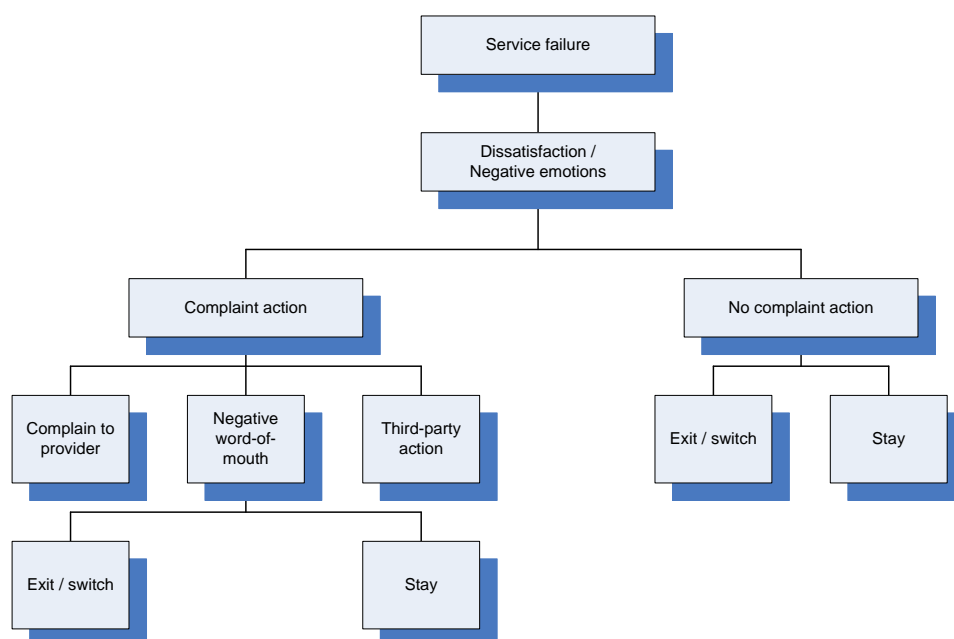 Service failure
Dissatisfaction /
Negative emotions
Complaint action
No complaint action
Complain to
provider
Negative
word-of-
mouth
Third-party
action
Exit / switch
Stay
Exit / switch
Stay